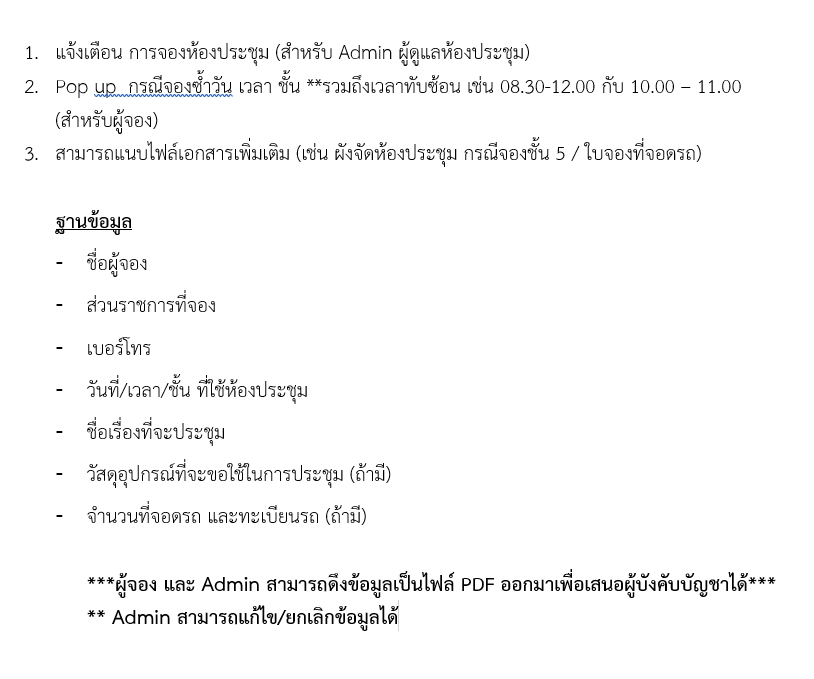 1. แจ้งเตือน การจองห้องประชุม (สำหรับ Admin ผู้ดูแลห้องประชุม)
2. Pop up กรณีจองซ้ำวัน เวลา ชั้น **รวมถึงเวลาทับซ้อน เช่น 08.30-12.00 กับ 10.00 – 11.00
(สำหรับผู้จอง)
3. สามารถแนบไฟล์เอกสารเพิ่มเติม (เช่น ผังจัดห้องประชุม กรณีจองชั้น 5 / ใบจองที่จอดรถ)
ฐานข้อมูล
- ชื่อผู้จอง
- ส่วนราชการที่จอง
- เบอร์โทร
- วันที่/เวลา/ชั้น ที่ใช้ห้องประชุม
- ชื่อเรื่องที่จะประชุม
- วัสดุอุปกรณ์ที่จะขอใช้ในการประชุม (ถ้ามี)
- จำนวนที่จอดรถ และทะเบียนรถ (ถ้ามี)
***ผู้จอง และ Admin สามารถดึงข้อมูลเป็นไฟล์ PDF ออกมาเพื่อเสนอผู้บังคับบัญชาได้***
** Admin สามารถแก้ไข/ยกเลิกข้อมูลได้